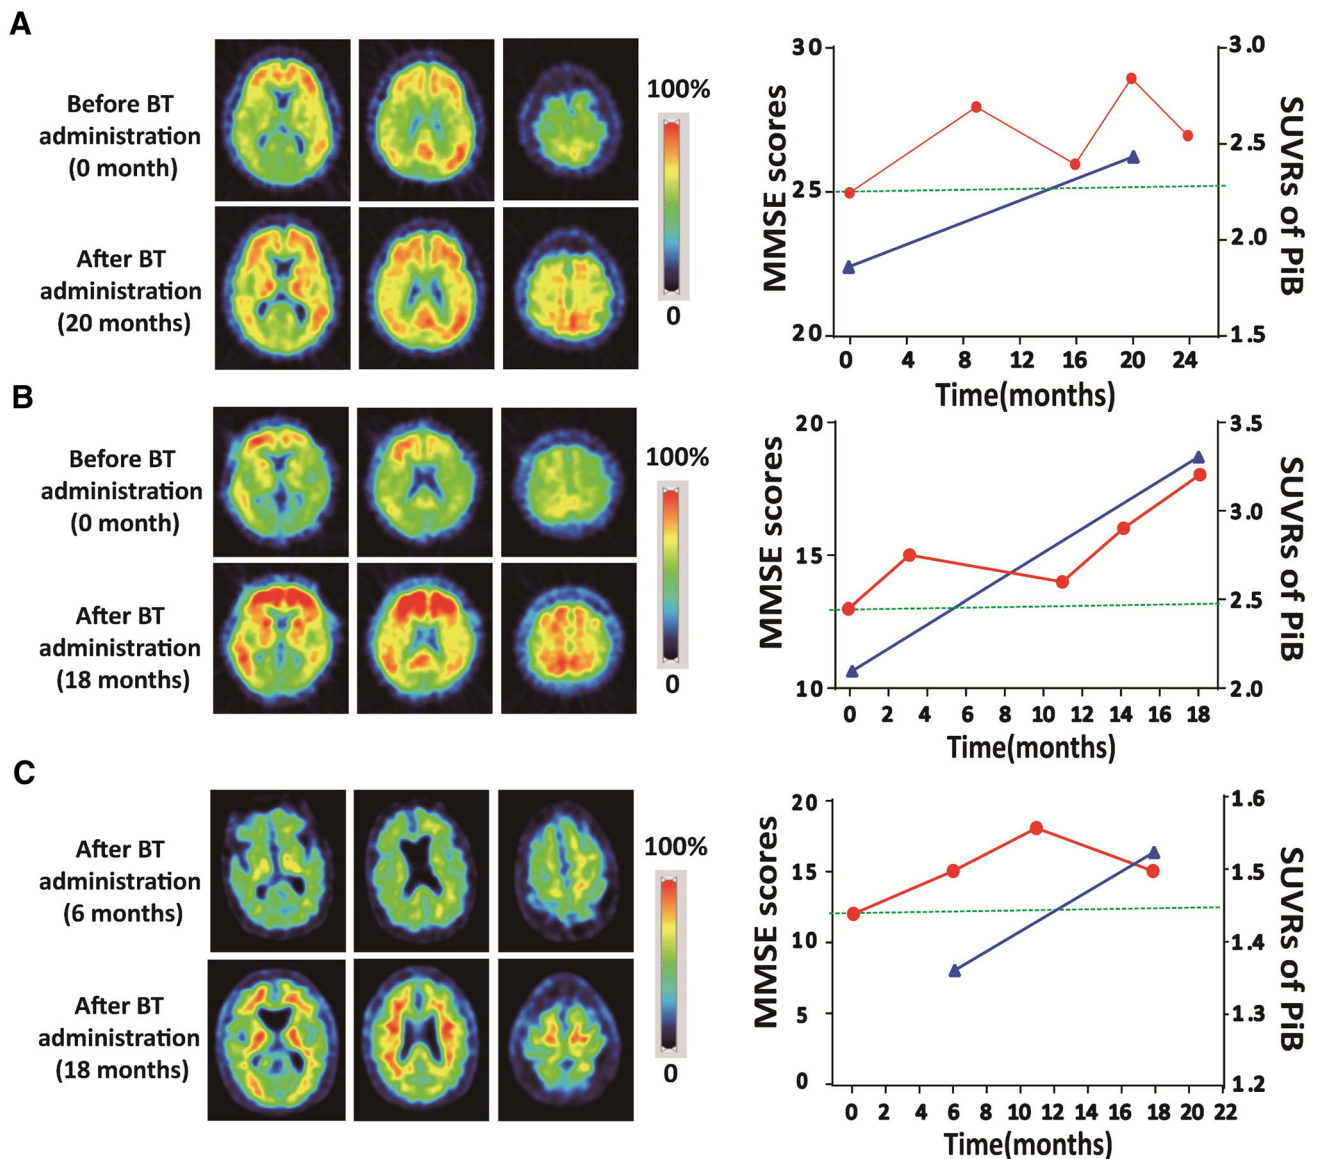 A
Before BT
administration
(0 month)
After BT
administration
(20 months)
100%
0
MMSE scores
30
25
20
3.0
2.5
2.0
1.5
SUVRs of PiB
0 4 8 12 16 20 24
Time(months)
B
Before BT
administration
(0 month)
After BT
administration
(18 months)
100%
0
MMSE scores
20
15
10
3.5
3.0
2.5
2.0
SUVRs of PiB
0 2 4 6 8 10 12 14 16 18
Time(months)
C
After BT
administration
(6 months)
After BT
administration
(18 months)
100%
0
MMSE scores
20
15
10
5
0
1.6
1.5
1.4
1.3
1.2
SUVRs of PiB
0 2 4 6 8 10 12 14 16 18 20 22
Time(months)